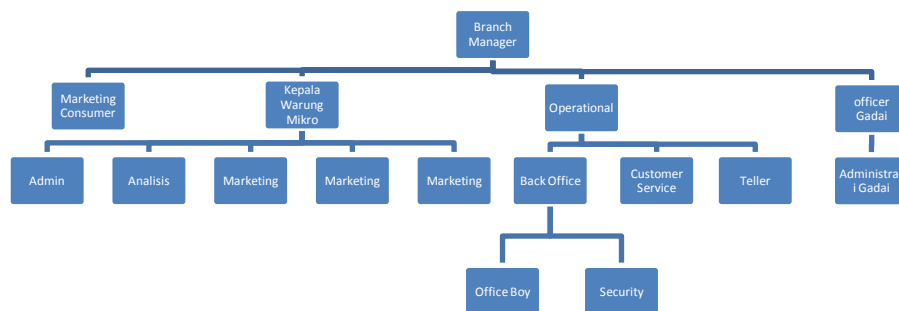 Branch
Manager
Marketing
Consumer
Kepala
Warung
Mikro
Operational
officer
Gadai
Admin
Analisis
Marketing
Marketing
Marketing
Back Office
Customer
Service
Teller
Administra
i Gadai
Office Boy
Security